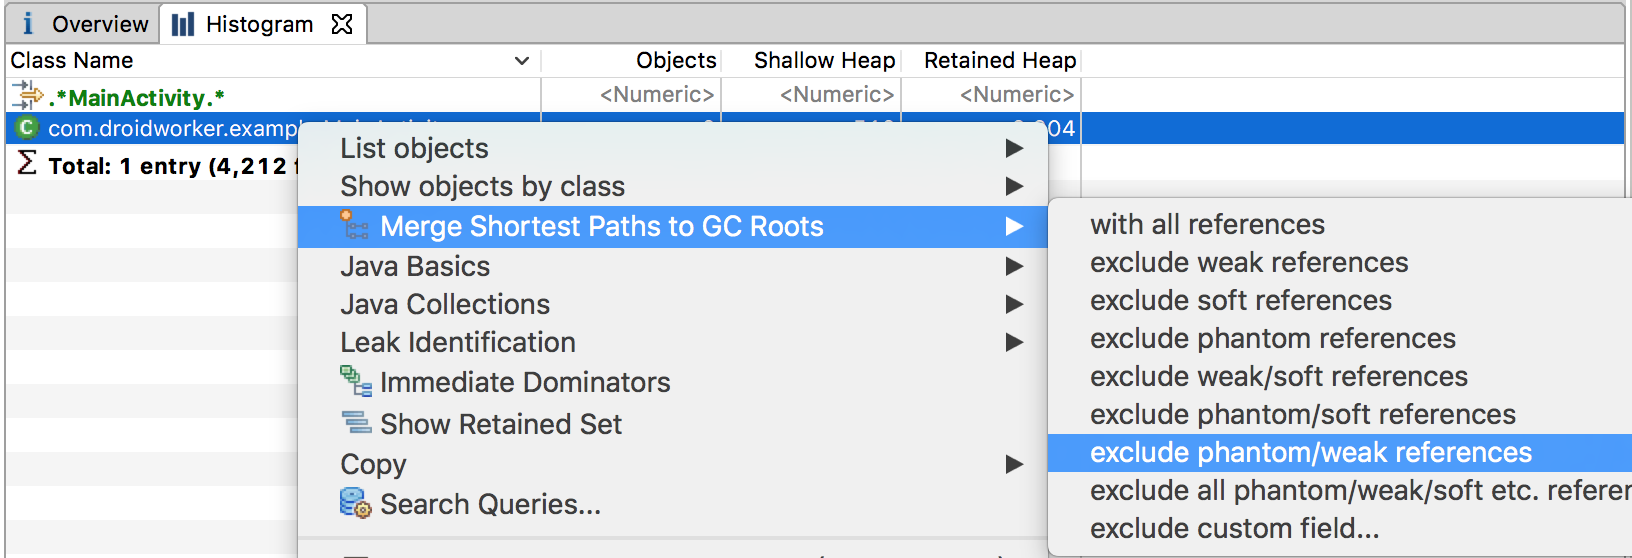 Overview Histogram
Class Name Objects Shallow Heap Retained Heap
.*MainActivity.* <Numeric> <Numeric> <Numeric>
com.droidworker.examp
Total: 1 entry (4,212
List objects
Show objects by class
Merge Shortest Paths to GC Roots
Java Basics
Java Collections
Leak Identification
Immediate Dominators
Show Retained Set
Copy
Search Queries...
with all references
exclude weak references
exclude soft references
exclude phantom references
exclude weak/soft references
exclude phantom/soft references
exclude phantom/weak references
exclude all phantom/weak/soft etc. refere
exclude custom field...